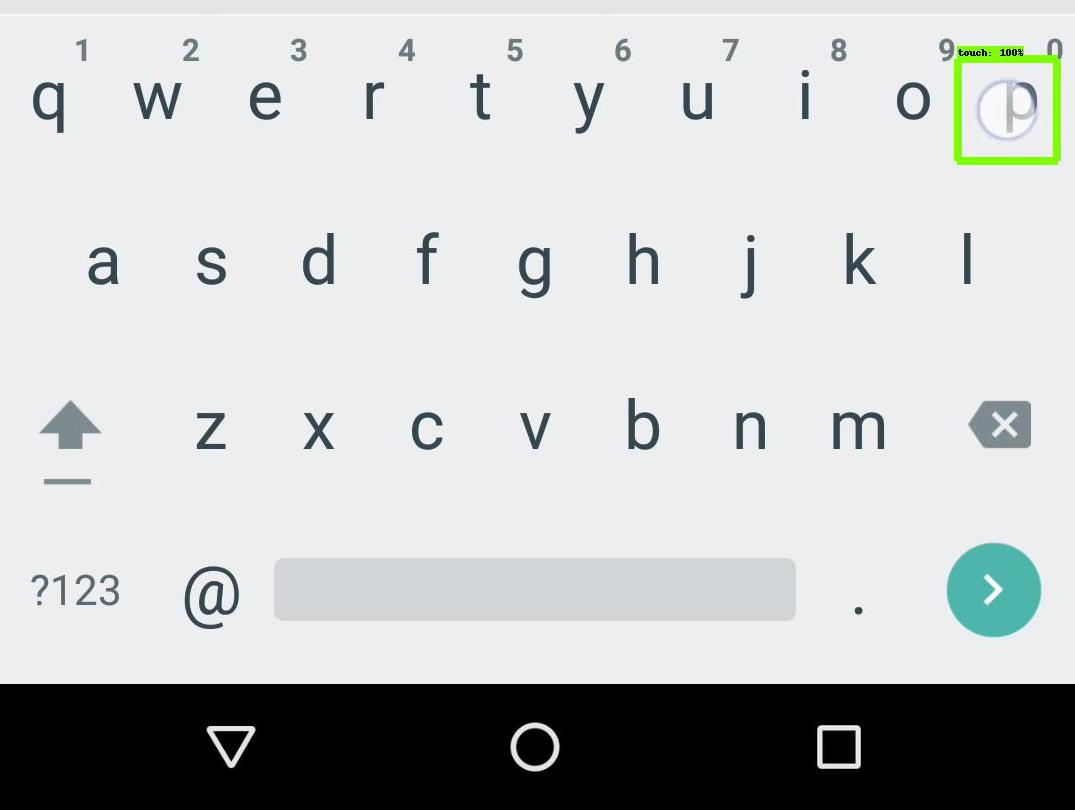 1 2 3 4 5 6 7 8 9 0
touch: 100%
q w e r t y u i o p
a s d f g h j k l
z x c v b n m
?123 @ .